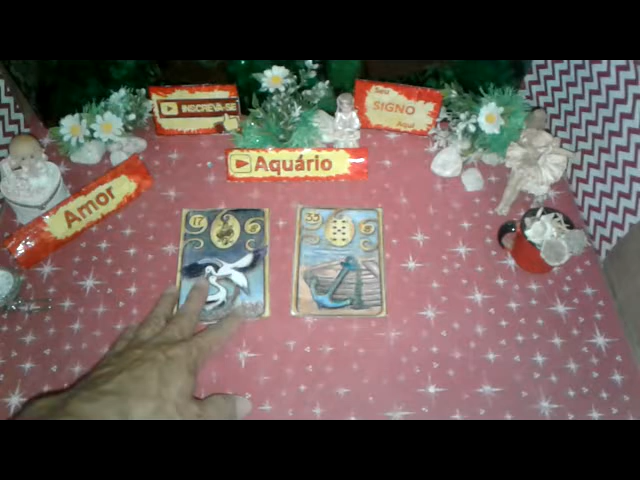 INSCREVA-SE
Seu
SIGNO
Aqui
Aquário
Amor
17
35